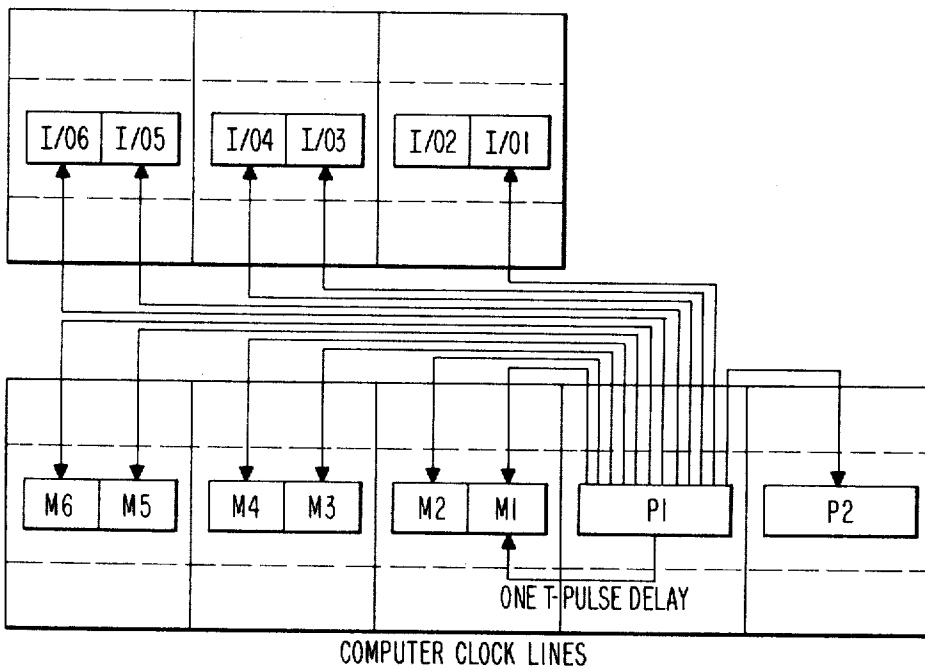 I/06 I/05 I/04 I/03 I/02 I/01
M6 M5 M4 M3 M2 M1 P1 P2
ONE T-PULSE DELAY
COMPUTER CLOCK LINES